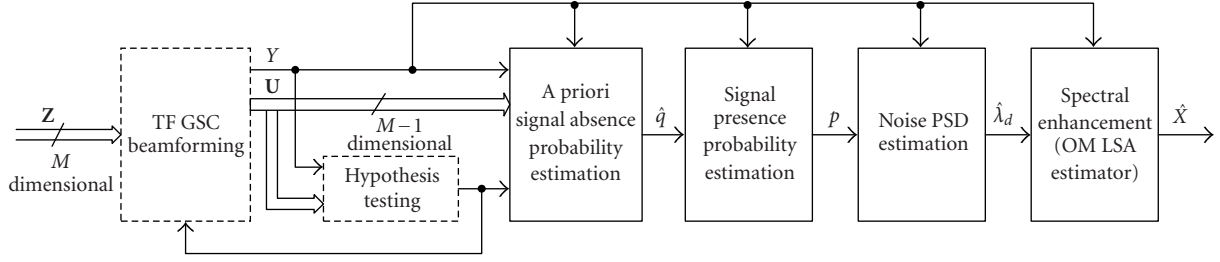 Z
M
dimensional
TF GSC
beamforming
Y
U
M−1
dimensional
Hypothesis
testing
A priori
signal absence
probability
estimation
q̂
Signal
presence
probability
estimation
p
Noise PSD
estimation
λ̂_d
Spectral
enhancement
(OM LSA
estimator)
X̂